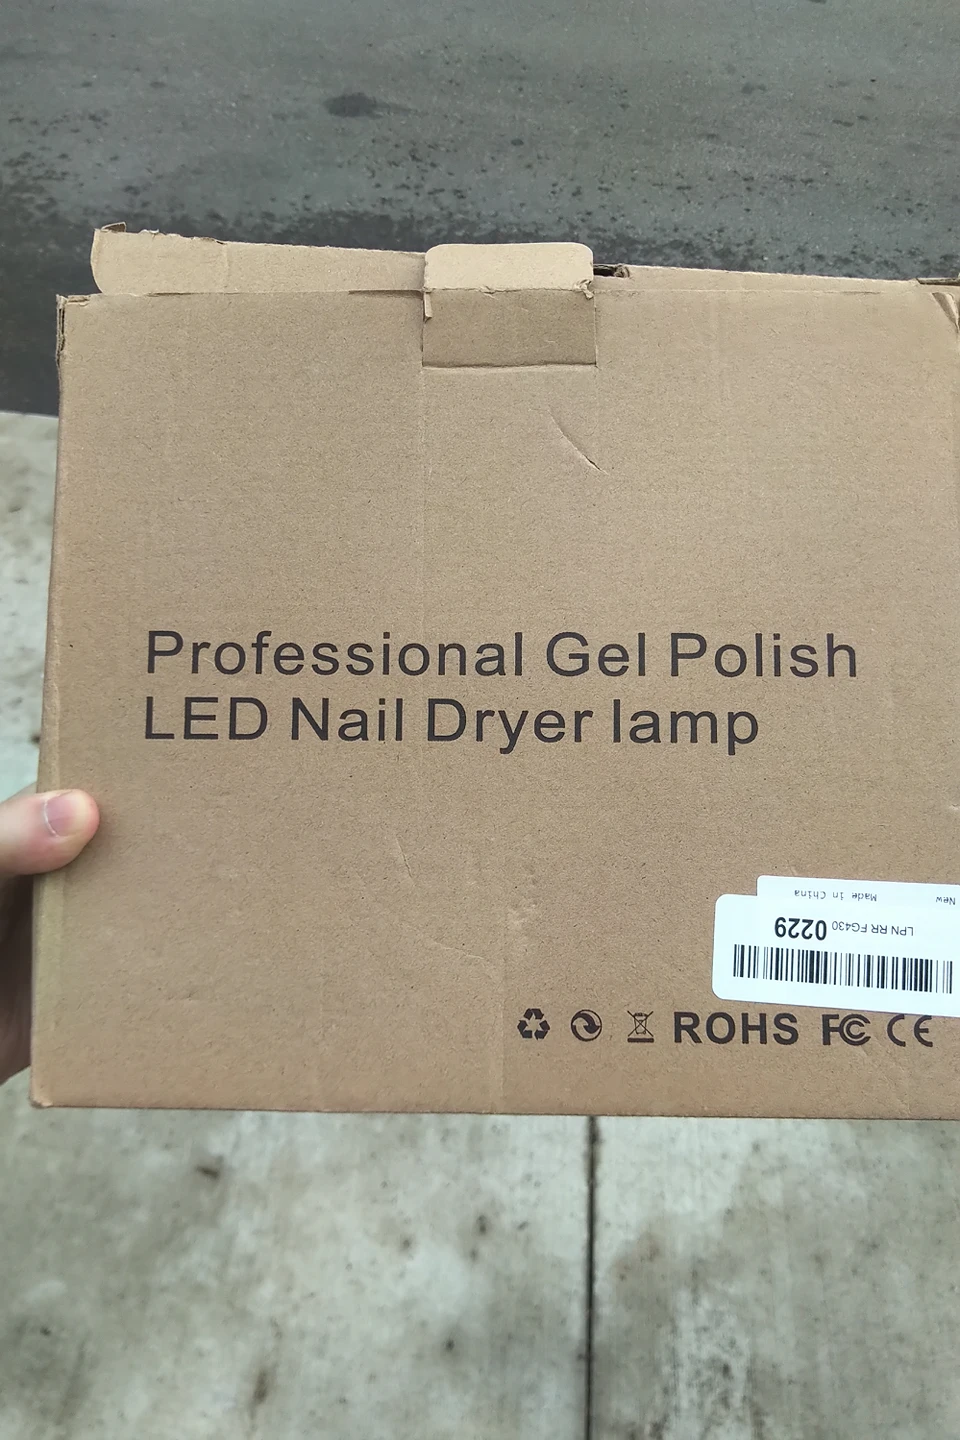 Professional Gel Polish
LED Nail Dryer lamp
New
Made in China
LPN RR FG430 0229
ROHS FC CE